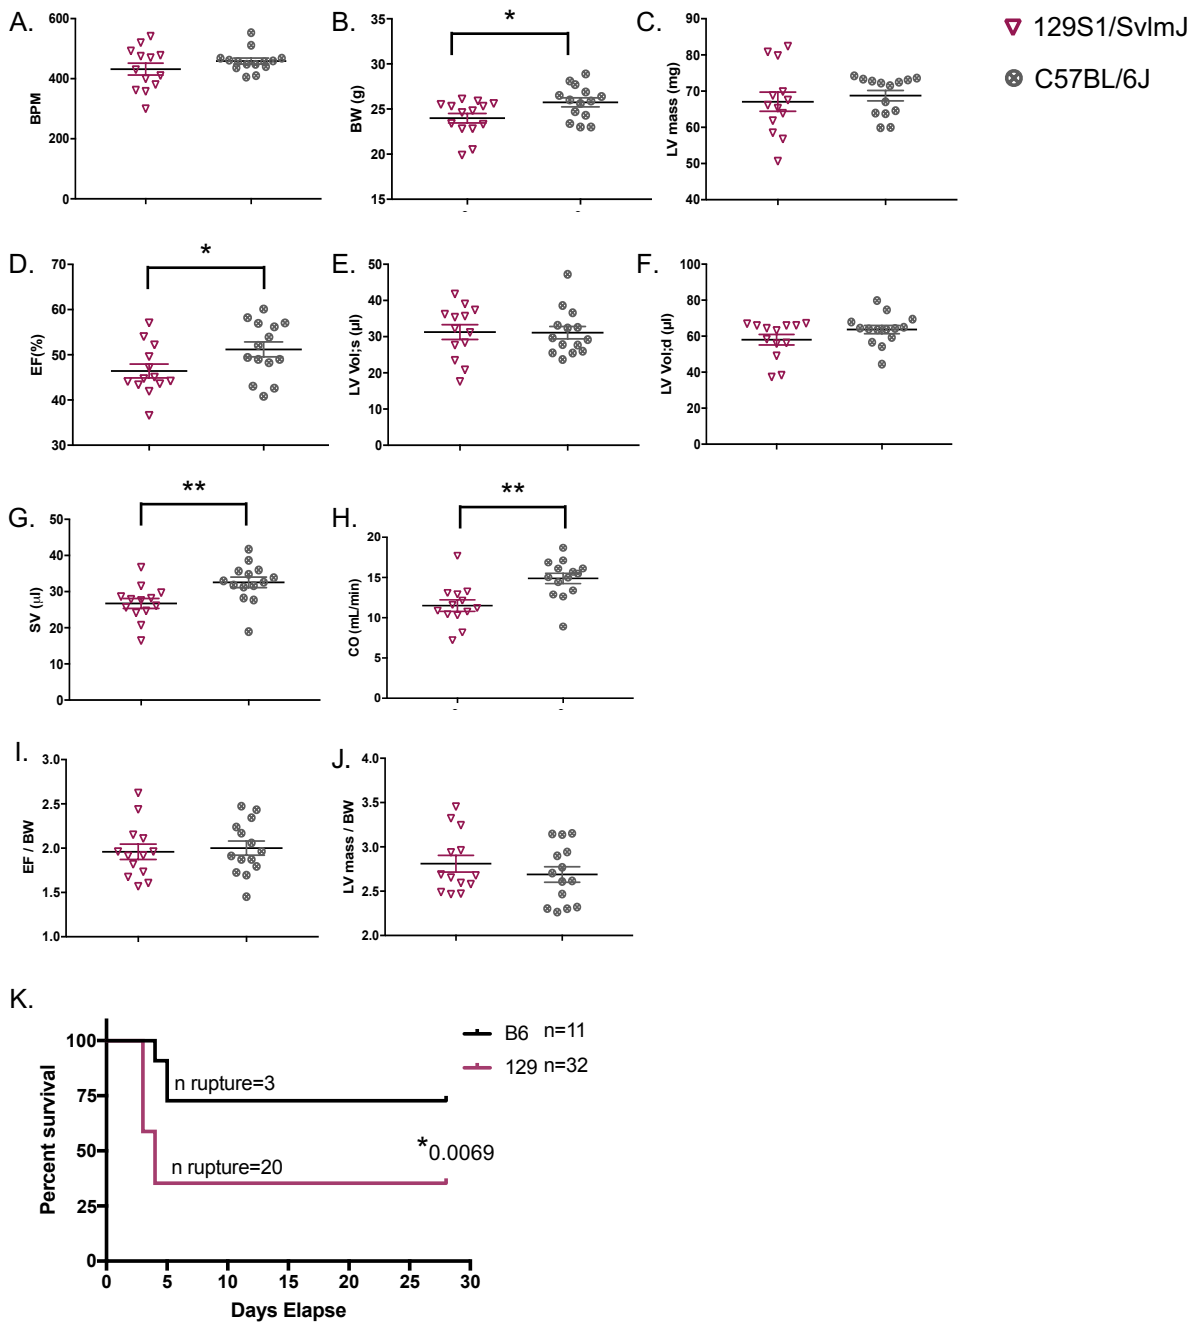 A.
600
400
200
0
BPM
B.
*
35
30
25
20
15
BW (g)
C.
90
80
70
60
50
40
LV mass (mg)
129S1/SvImJ
C57BL/6J
D.
*
70
60
50
40
30
EF(%)
E.
50
40
30
20
10
0
LV Vol;s (µl)
F.
100
80
60
40
20
0
LV Vol;d (µl)
G.
**
50
40
30
20
10
0
SV (µl)
H.
**
20
15
10
5
0
CO (mL/min)
I.
3.0
2.5
2.0
1.5
1.0
EF / BW
J.
4.0
3.5
3.0
2.5
2.0
LV mass / BW
K.
100
75
50
25
0
Percent survival
B6 n=11
129 n=32
n rupture=3
*0.0069
n rupture=20
0 5 10 15 20 25 30
Days Elapse